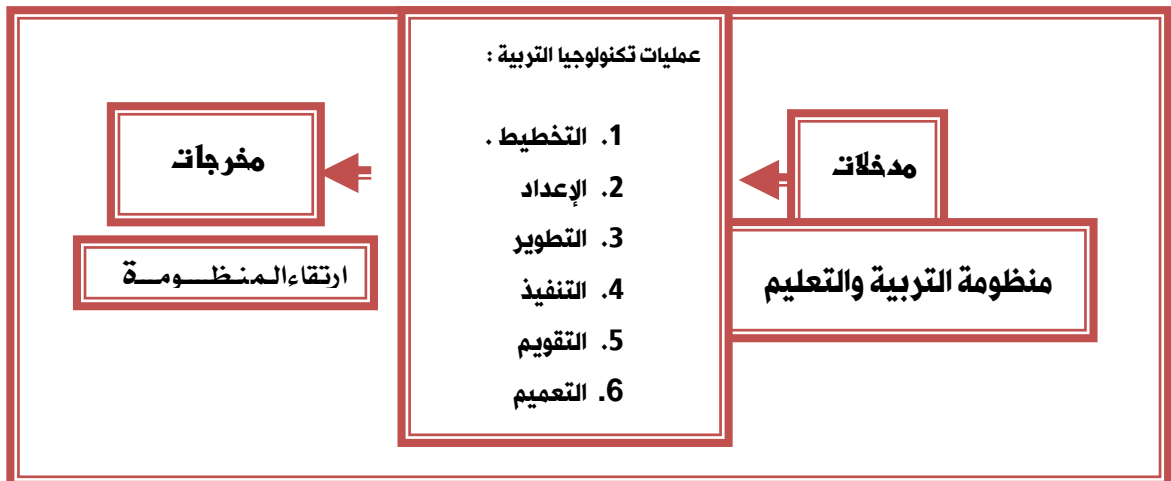 مدخلات
منظومة التربية والتعليم
عمليات تكنولوجيا التربية :
1. التخطيط .
2. الإعداد
3. التطوير
4. التنفيذ
5. التقويم
6. التعميم
مخرجات
ارتقاءالـمـنـظـــومـــة